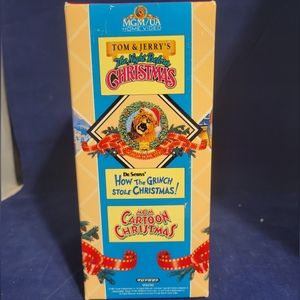 MGM/UA
HOME VIDEO
TOM & JERRY'S
The Night Before
CHRISTMAS
Dr. Seuss'
HOW THE GRINCH
STOLE CHRISTMAS!
MGM
CARTOON
CHRISTMAS